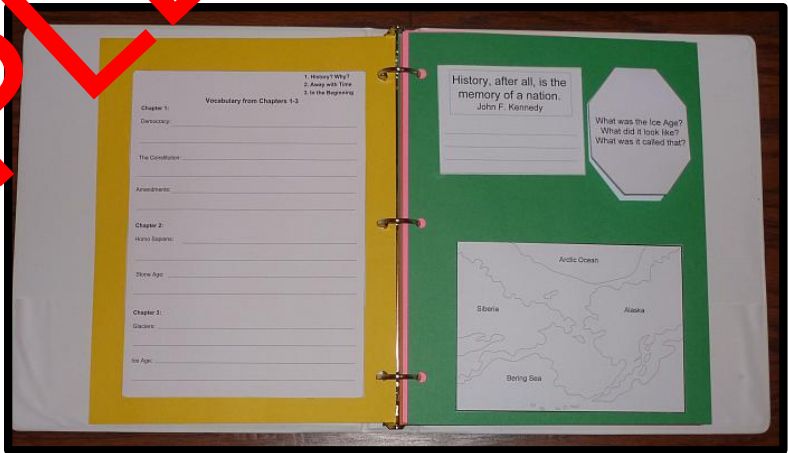 1. History? Why?
2. Away with Time
3. In the Beginning
Vocabulary from Chapters 1-3
Chapter 1:
Democracy:
The Constitution:
Amendments:
Chapter 2:
Homo Sapiens:
Stone Age:
Chapter 3:
Glaciers:
Ice Age:
History, after all, is the
memory of a nation.
John F. Kennedy
What was the Ice Age?
What did it look like?
What was it called that?
Arctic Ocean
Siberia
Alaska
Bering Sea